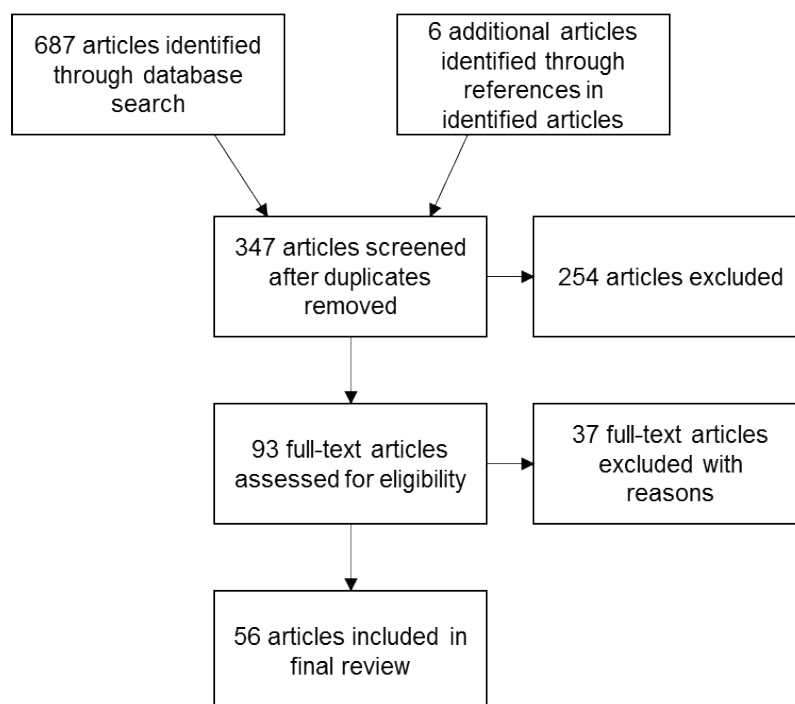 687 articles identified
through database
search
6 additional articles
identified through
references in
identified articles
347 articles screened
after duplicates
removed
254 articles excluded
93 full-text articles
assessed for eligibility
37 full-text articles
excluded with
reasons
56 articles included in
final review